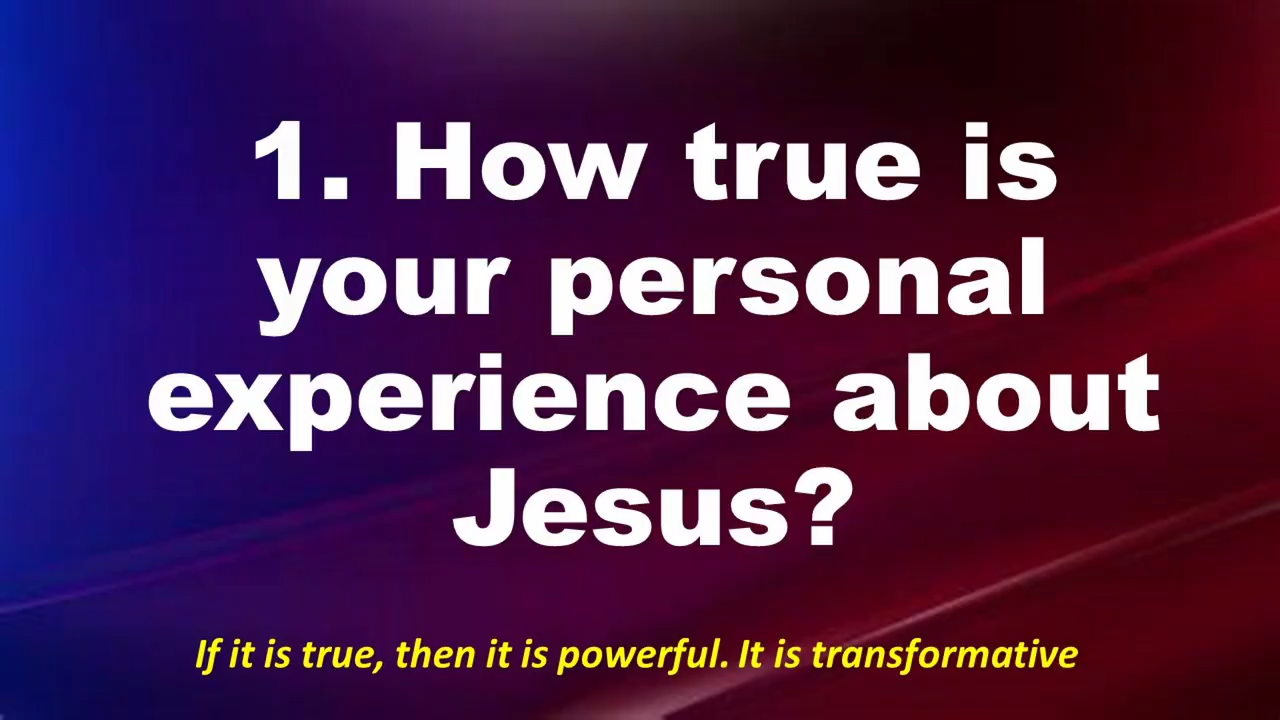 1. How true is
your personal
experience about
Jesus?
If it is true, then it is powerful. It is transformative